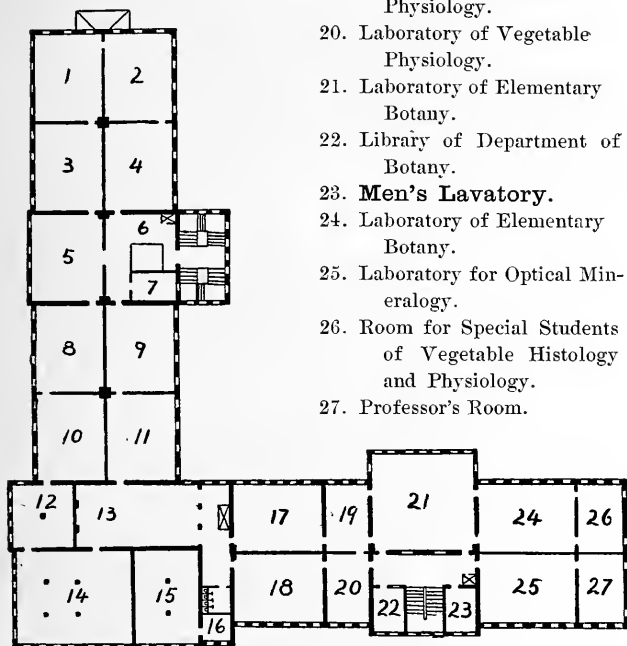 Physiology.
20. Laboratory of Vegetable
Physiology.
21. Laboratory of Elementary
Botany.
22. Library of Department of
Botany.
23. Men's Lavatory.
24. Laboratory of Elementary
Botany.
25. Laboratory for Optical Min-
eralogy.
26. Room for Special Students
of Vegetable Histology
and Physiology.
27. Professor's Room.
1 2
3 4
5 6
7
8 9
10 11
12 13
14 15
16
17 19 21 24 26
18 20 22 23 25 27